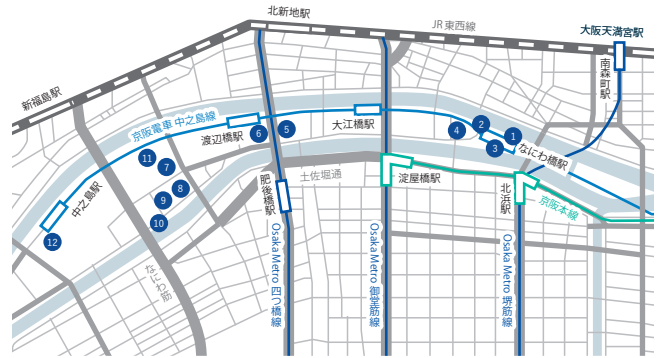 北新地駅
JR東西線
大阪天満宮駅
新福島駅
南森町駅
京阪電車 中之島線
渡辺橋駅
大江橋駅
なにわ橋駅
6
5
4
2
1
3
11
7
8
9
10
12
中之島駅
土佐堀通
肥後橋駅
淀屋橋駅
北浜駅
京阪本線
なにわ筋
Osaka Metro 四つ橋線
Osaka Metro 御堂筋線
Osaka Metro 堺筋線